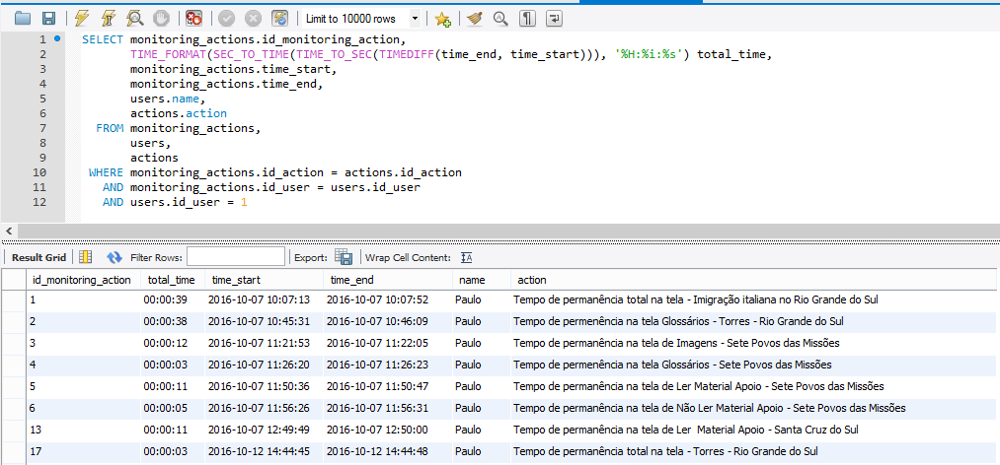 Limit to 10000 rows
1 SELECT monitoring_actions.id_monitoring_action,
2 TIME_FORMAT(SEC_TO_TIME(TIME_TO_SEC(TIMEDIFF(time_end, time_start))), '%H:%i:%s') total_time,
3 monitoring_actions.time_start,
4 monitoring_actions.time_end,
5 users.name,
6 actions.action
7 FROM monitoring_actions,
8 users,
9 actions
10 WHERE monitoring_actions.id_action = actions.id_action
11 AND monitoring_actions.id_user = users.id_user
12 AND users.id_user = 1
Result Grid Filter Rows: Export: Wrap Cell Content:
id_monitoring_action total_time time_start time_end name action
1 00:00:39 2016-10-07 10:07:13 2016-10-07 10:07:52 Paulo Tempo de permanência total na tela - Imigração italiana no Rio Grande do Sul
2 00:00:38 2016-10-07 10:45:31 2016-10-07 10:46:09 Paulo Tempo de permenência na tela Glossários - Torres - Rio Grande do Sul
3 00:00:12 2016-10-07 11:21:53 2016-10-07 11:22:05 Paulo Tempo de permanência na tela de Imagens - Sete Povos das Missões
4 00:00:03 2016-10-07 11:26:20 2016-10-07 11:26:23 Paulo Tempo de permanência na tela Glossários - Sete Povos das Missões
5 00:00:11 2016-10-07 11:50:36 2016-10-07 11:50:47 Paulo Tempo de permanência na tela de Ler Material Apoio - Sete Povos das Missões
6 00:00:05 2016-10-07 11:56:26 2016-10-07 11:56:31 Paulo Tempo de permanência na tela de Não Ler Material Apoio - Sete Povos das Missões
13 00:00:11 2016-10-07 12:49:49 2016-10-07 12:50:00 Paulo Tempo de permanência na tela de Ler  Material Apoio - Santa Cruz do Sul
17 00:00:03 2016-10-12 14:44:45 2016-10-12 14:44:48 Paulo Tempo de permanência total na tela - Torres - Rio Grande do Sul